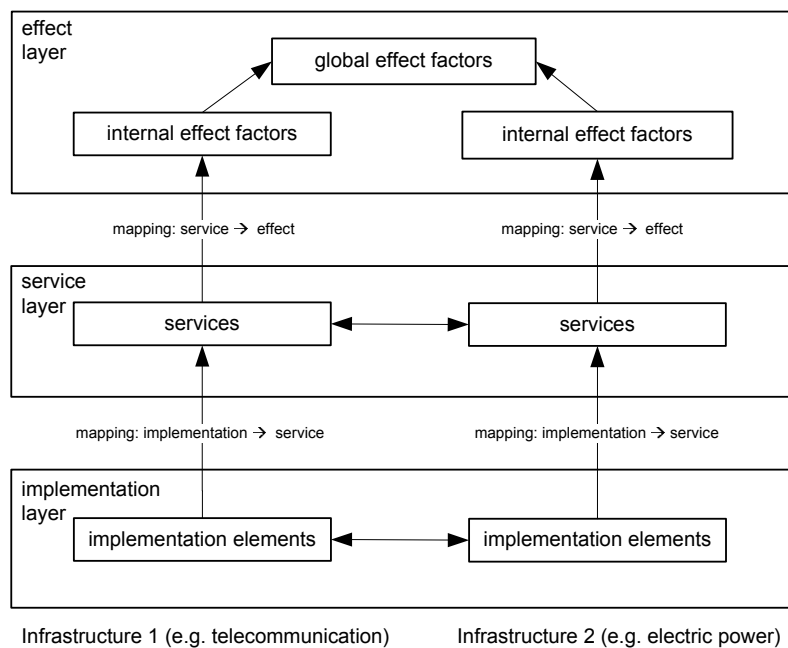 effect
layer
global effect factors
internal effect factors
internal effect factors
mapping: service → effect
mapping: service → effect
service
layer
services
services
mapping: implementation → service
mapping: implementation → service
implementation
layer
implementation elements
implementation elements
Infrastructure 1 (e.g. telecommunication)
Infrastructure 2 (e.g. electric power)